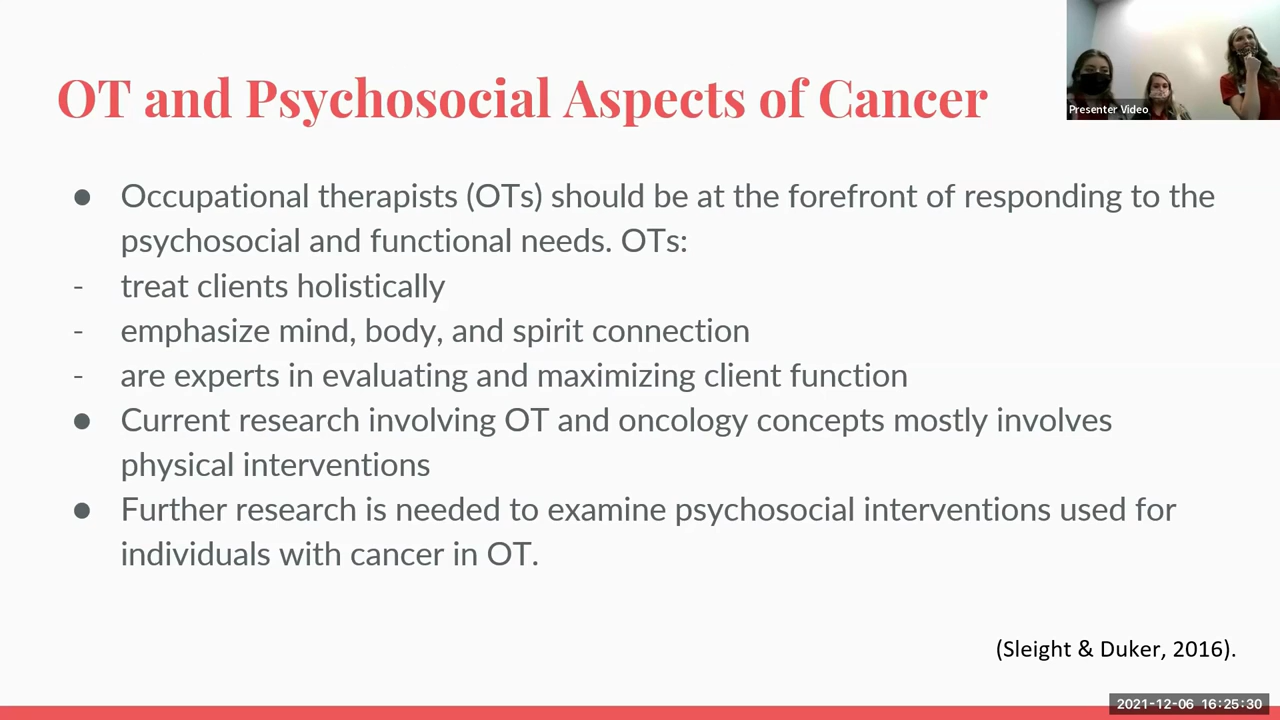 OT and Psychosocial Aspects of Cancer
Presenter Video
● Occupational therapists (OTs) should be at the forefront of responding to the
psychosocial and functional needs. OTs:
- treat clients holistically
- emphasize mind, body, and spirit connection
- are experts in evaluating and maximizing client function
● Current research involving OT and oncology concepts mostly involves
physical interventions
● Further research is needed to examine psychosocial interventions used for
individuals with cancer in OT.
(Sleight & Duker, 2016).
2021-12-06 16:25:30